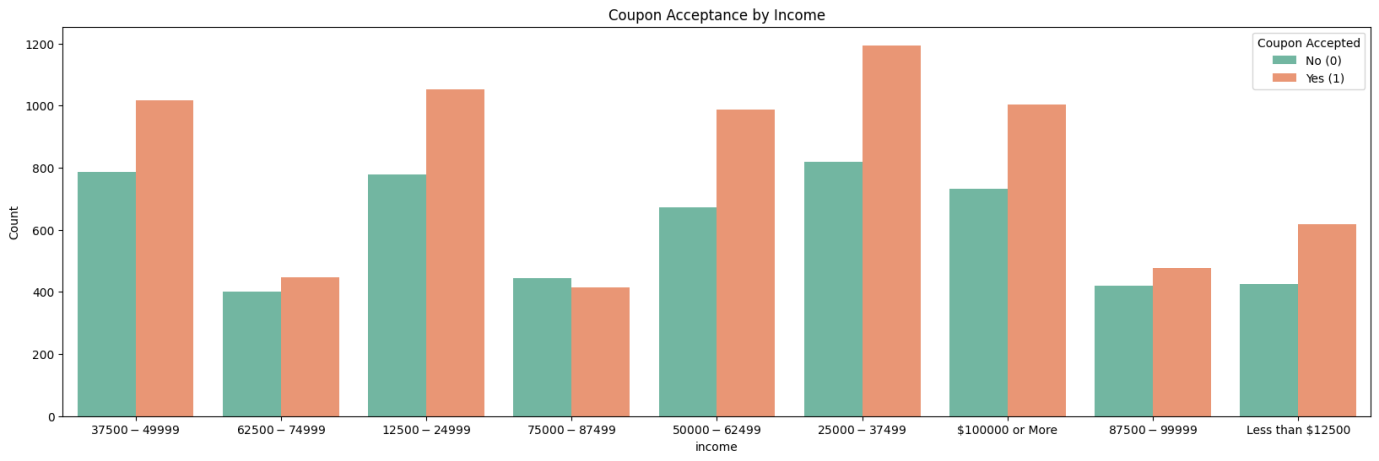 Coupon Acceptance by Income
Coupon Accepted
No (0)
Yes (1)
1200
1000
800
600
400
200
0
Count
37500 − 49999
62500 − 74999
12500 − 24999
75000 − 87499
50000 − 62499
25000 − 37499
$100000 or More
87500 − 99999
Less than $12500
income